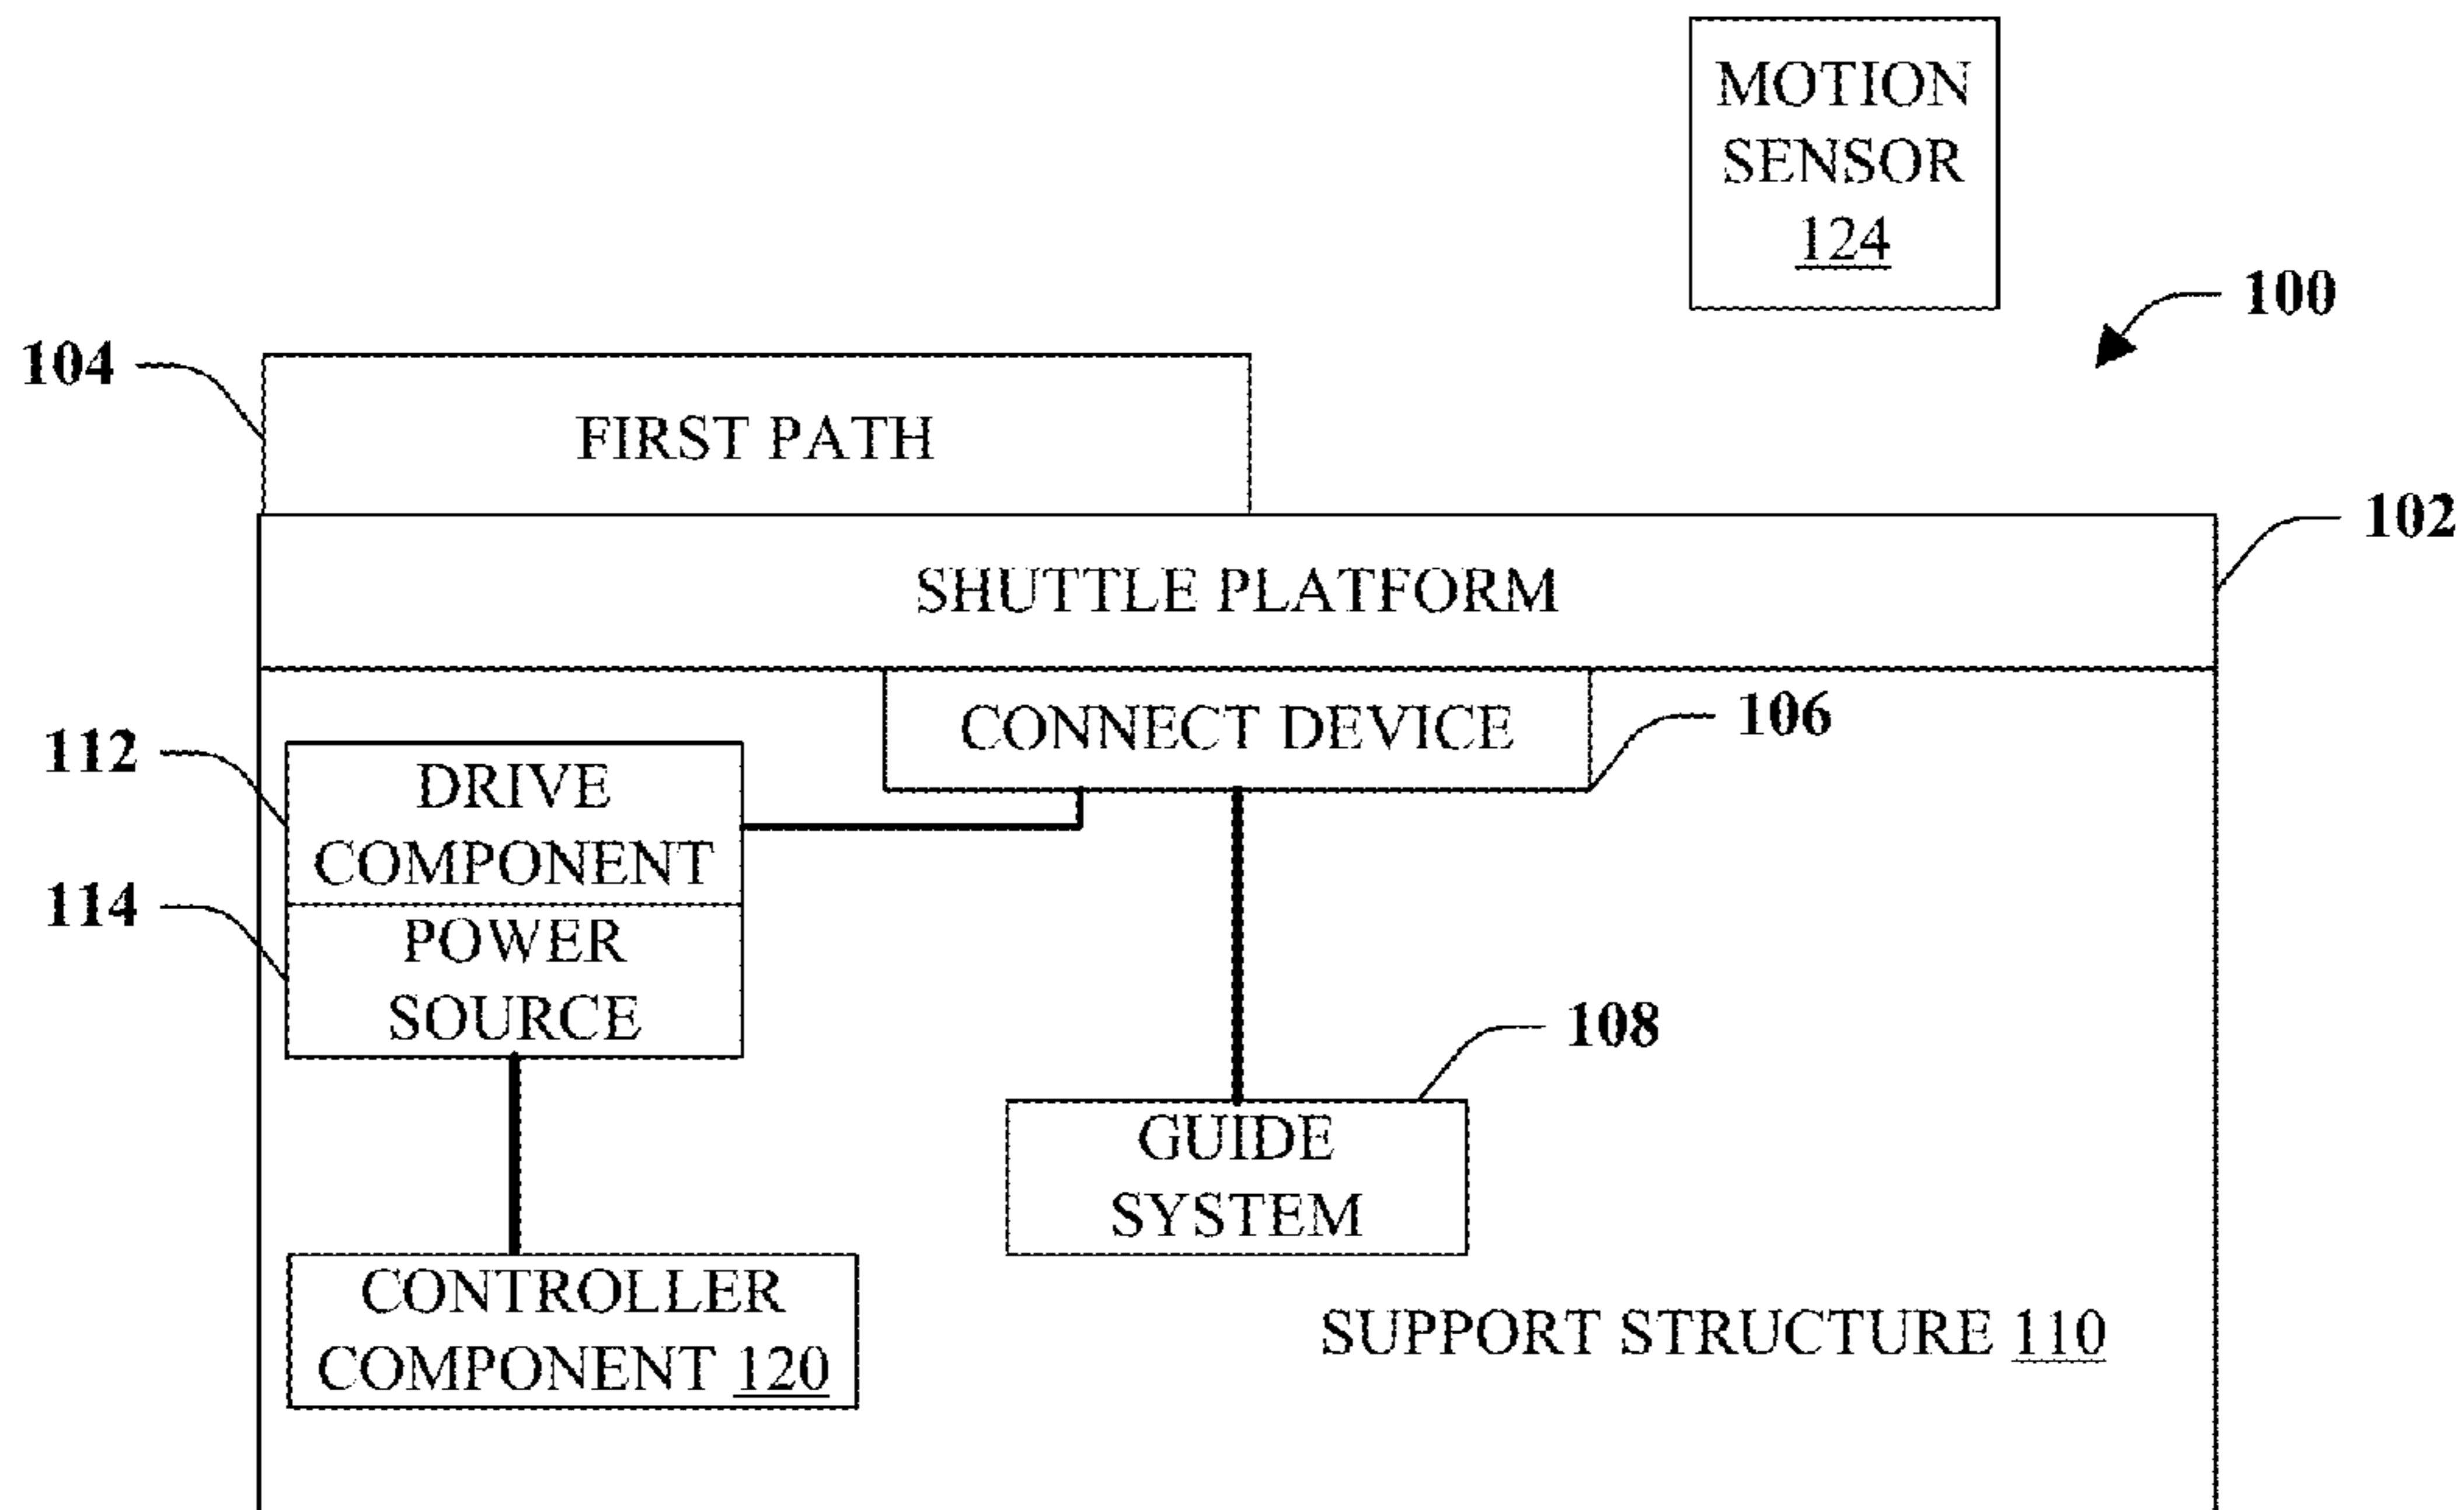 MOTION
SENSOR
124
100
104
FIRST PATH
102
SHUTTLE PLATFORM
CONNECT DEVICE
106
112
DRIVE
COMPONENT
114
POWER
SOURCE
108
GUIDE
SYSTEM
CONTROLLER
COMPONENT 120
SUPPORT STRUCTURE 110